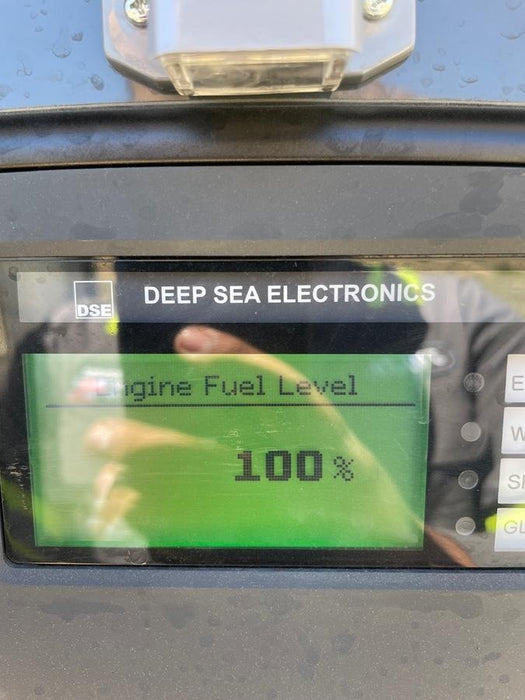 DSE
DEEP SEA ELECTRONICS
Engine Fuel Level
100%